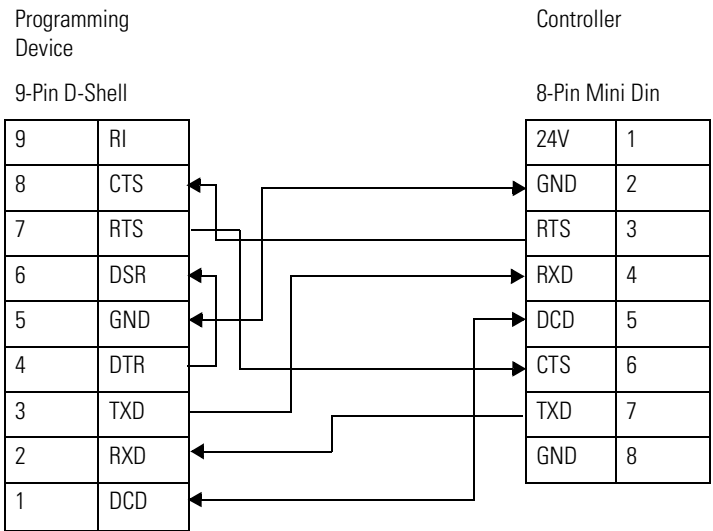 Programming Device Controller
9-Pin D-Shell 8-Pin Mini Din
9 RI 24V 1
8 CTS GND 2
7 RTS RTS 3
6 DSR RXD 4
5 GND DCD 5
4 DTR CTS 6
3 TXD TXD 7
2 RXD GND 8
1 DCD